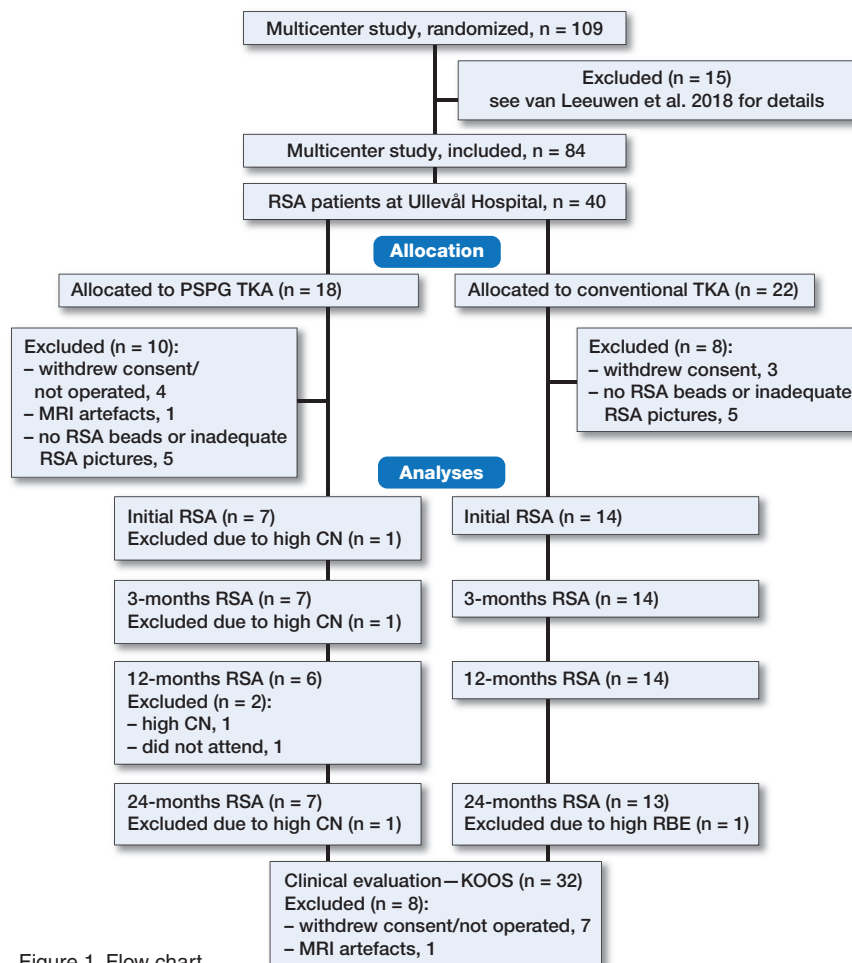 Multicenter study, randomized, n = 109
Excluded (n = 15)
see van Leeuwen et al. 2018 for details
Multicenter study, included, n = 84
RSA patients at Ullevål Hospital, n = 40
Allocation
Allocated to PSPG TKA (n = 18)
Allocated to conventional TKA (n = 22)
Excluded (n = 10):
– withdrew consent/
not operated, 4
– MRI artefacts, 1
– no RSA beads or inadequate
RSA pictures, 5
Excluded (n = 8):
– withdrew consent, 3
– no RSA beads or inadequate
RSA pictures, 5
Analyses
Initial RSA (n = 7)
Excluded due to high CN (n = 1)
Initial RSA (n = 14)
3-months RSA (n = 7)
Excluded due to high CN (n = 1)
3-months RSA (n = 14)
12-months RSA (n = 6)
Excluded (n = 2):
– high CN, 1
– did not attend, 1
12-months RSA (n = 14)
24-months RSA (n = 7)
Excluded due to high CN (n = 1)
24-months RSA (n = 13)
Excluded due to high RBE (n = 1)
Clinical evaluation—KOOS (n = 32)
Excluded (n = 8):
– withdrew consent/not operated, 7
– MRI artefacts, 1
Figure 1. Flow chart